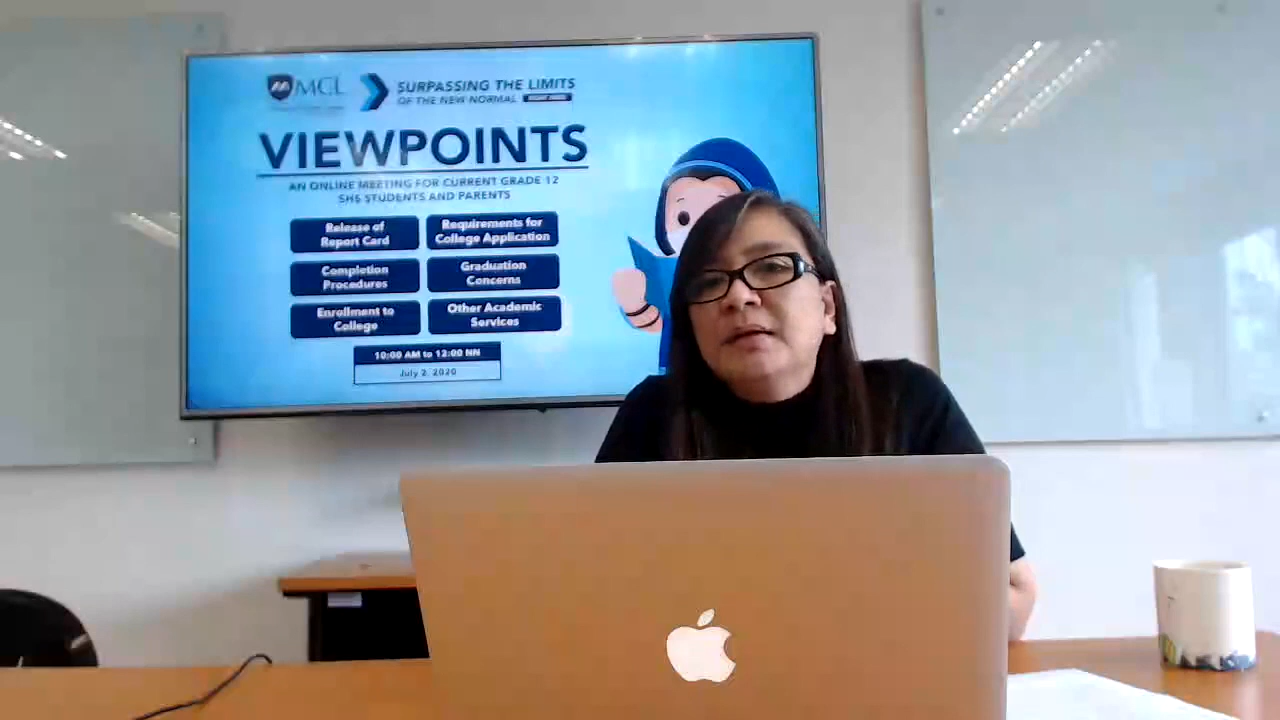 MCL
SURPASSING THE LIMITS
OF THE NEW NORMAL
VIEWPOINTS
AN ONLINE MEETING FOR CURRENT GRADE 12
SHS STUDENTS AND PARENTS
Release of
Report Card
Requirements for
College Application
Completion
Procedures
Graduation
Concerns
Enrollment to
College
Other Academic
Services
10:00 AM to 12:00 NN
July 2, 2020